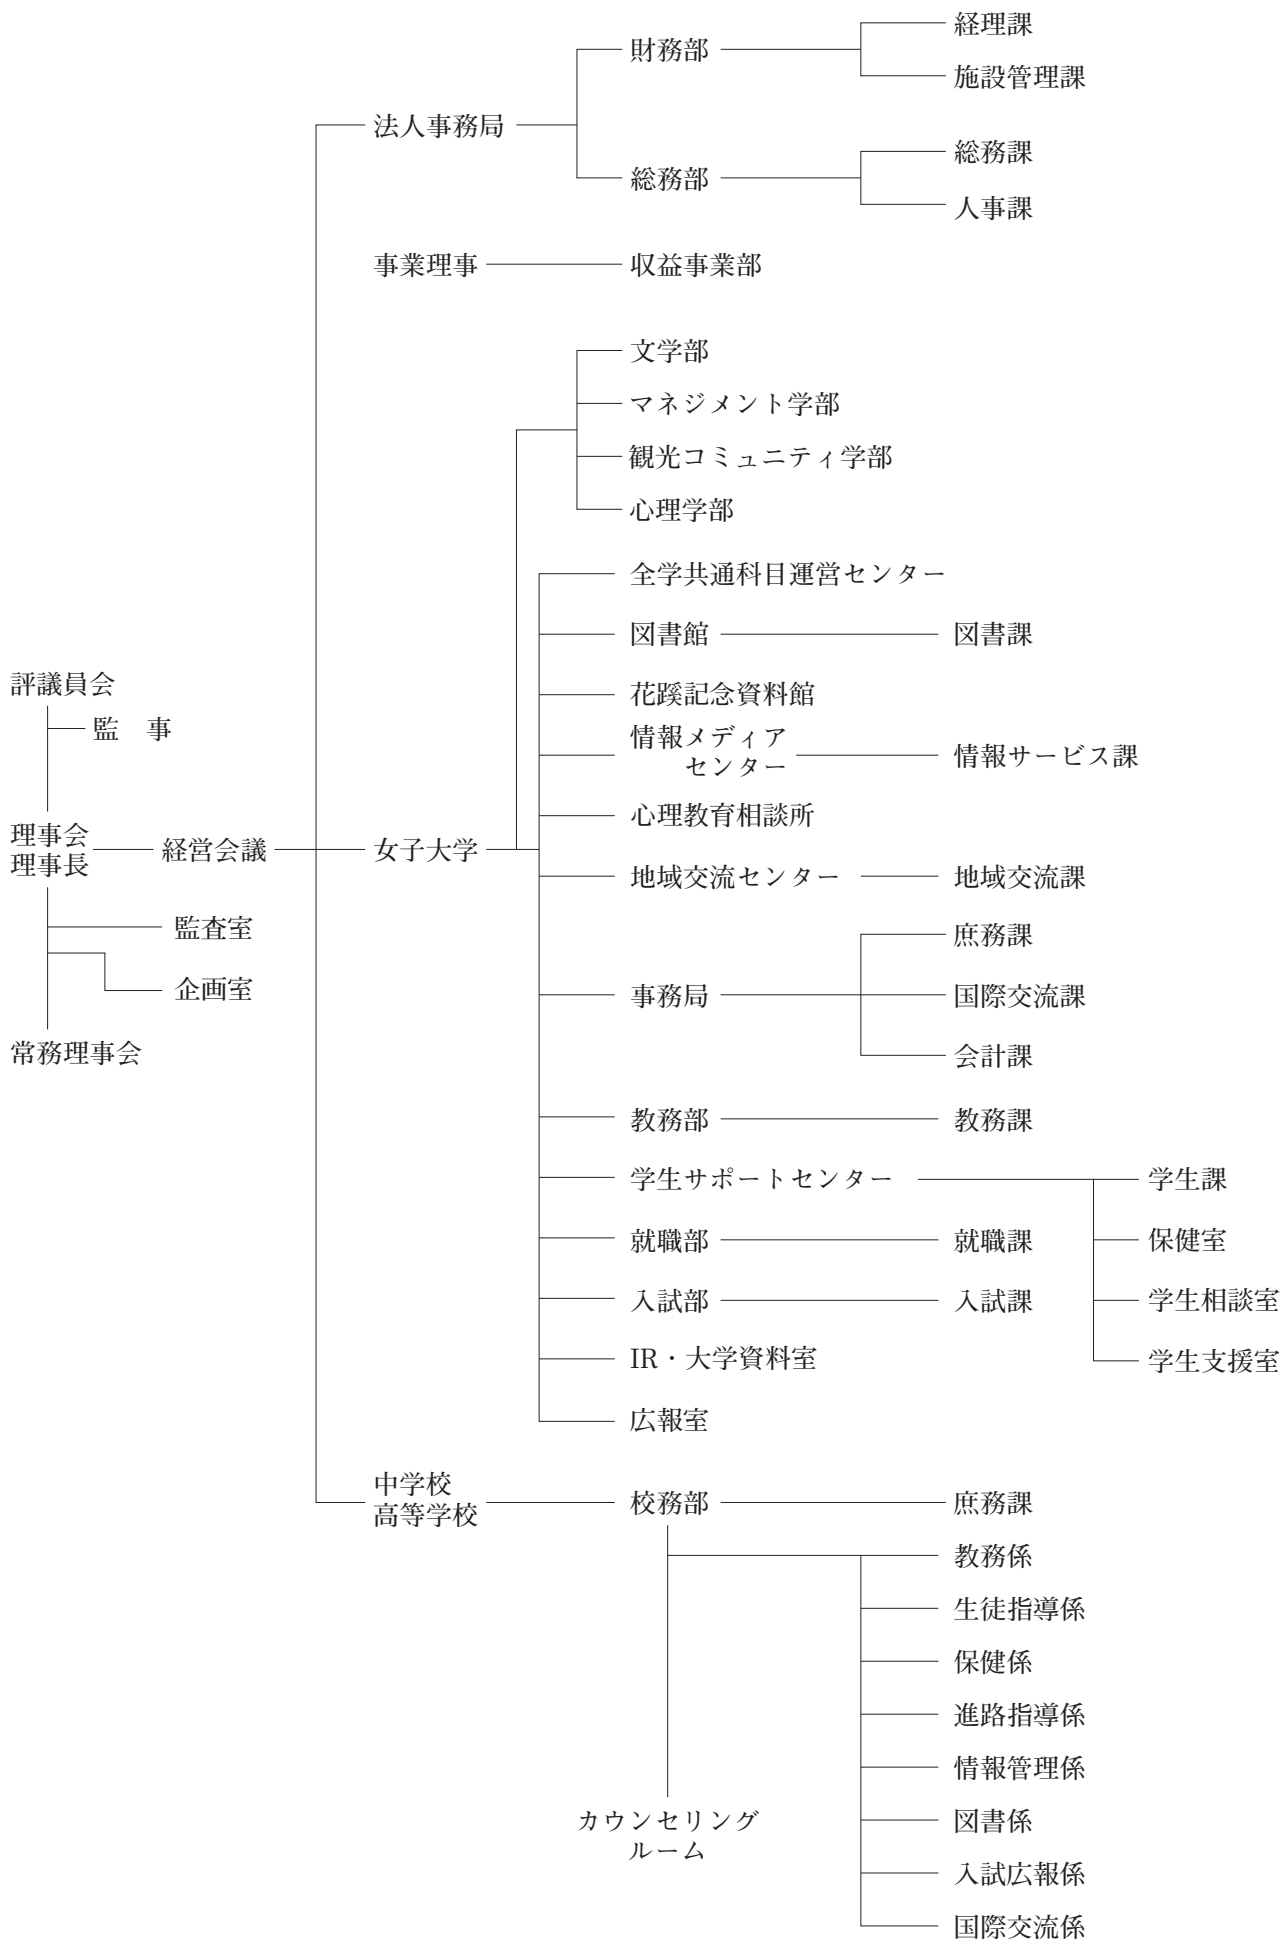 経理課
財務部
施設管理課
法人事務局
総務課
総務部
人事課
事業理事
収益事業部
文学部
マネジメント学部
観光コミュニティ学部
心理学部
全学共通科目運営センター
図書館
図書課
評議員会
監　事
花蹊記念資料館
情報メディア
センター
情報サービス課
心理教育相談所
理事会
理事長
経営会議
女子大学
地域交流センター
地域交流課
監査室
企画室
常務理事会
庶務課
事務局
国際交流課
会計課
教務部
教務課
学生サポートセンター
学生課
就職部
就職課
保健室
入試部
入試課
学生相談室
IR・大学資料室
学生支援室
広報室
中学校
高等学校
校務部
庶務課
教務係
生徒指導係
保健係
進路指導係
情報管理係
カウンセリング
ルーム
図書係
入試広報係
国際交流係